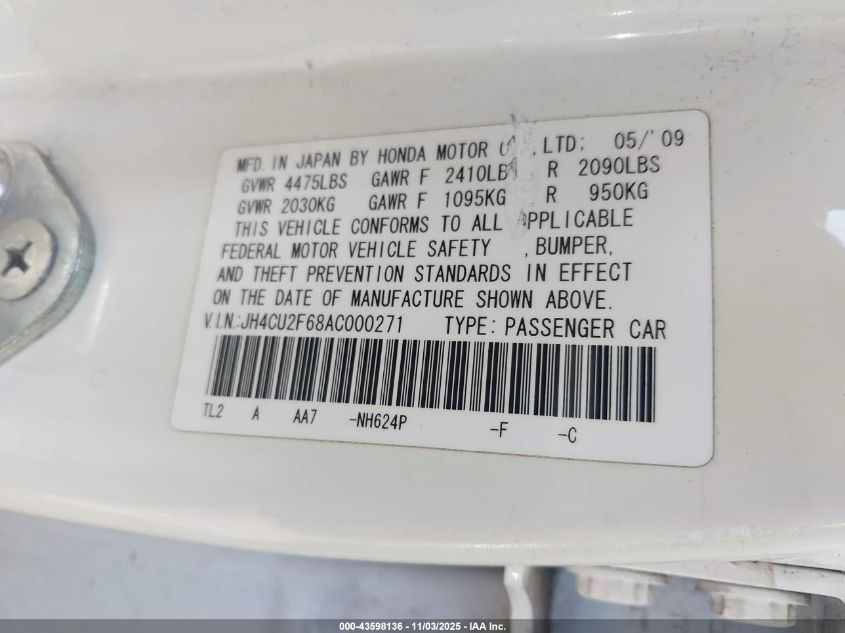 MFD. IN JAPAN BY HONDA MOTOR , LTD: 05/'09
GVWR 4475LBS GAWR F 2410LB R 2090LBS
GVWR 2030KG GAWR F 1095KG R 950KG
THIS VEHICLE CONFORMS TO ALL APPLICABLE
FEDERAL MOTOR VEHICLE SAFETY , BUMPER,
AND THEFT PREVENTION STANDARDS IN EFFECT
ON THE DATE OF MANUFACTURE SHOWN ABOVE.
V.I.N.:JH4CU2F68AC000271 TYPE: PASSENGER CAR
TL2 A AA7 -NH624P -F -C
000-43598136 - 11/03/2025 - IAA Inc.